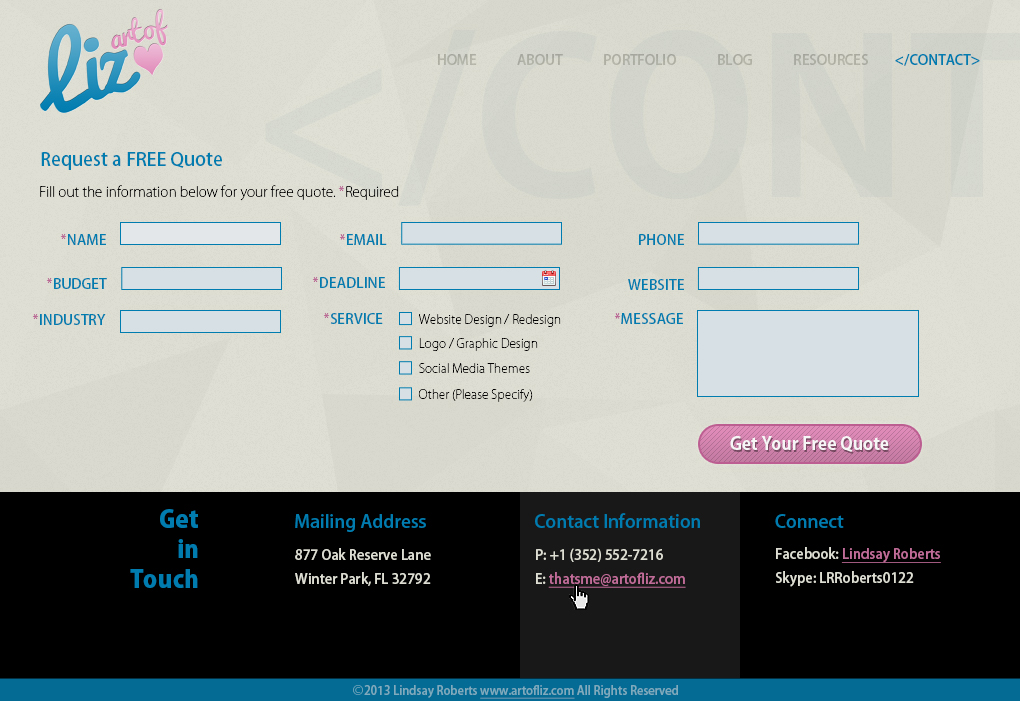 art of
liz
</CONT
HOME ABOUT PORTFOLIO BLOG RESOURCES </CONTACT>
Request a FREE Quote
Fill out the information below for your free quote. *Required
*NAME *EMAIL PHONE
*BUDGET *DEADLINE WEBSITE
*INDUSTRY *SERVICE Website Design / Redesign *MESSAGE
Logo / Graphic Design
Social Media Themes
Other (Please Specify)
Get Your Free Quote
Get
in
Touch
Mailing Address
877 Oak Reserve Lane
Winter Park, FL 32792
Contact Information
P: +1 (352) 552-7216
E: thatsme@artofliz.com
Connect
Facebook: Lindsay Roberts
Skype: LRRoberts0122
©2013 Lindsay Roberts www.artofliz.com All Rights Reserved